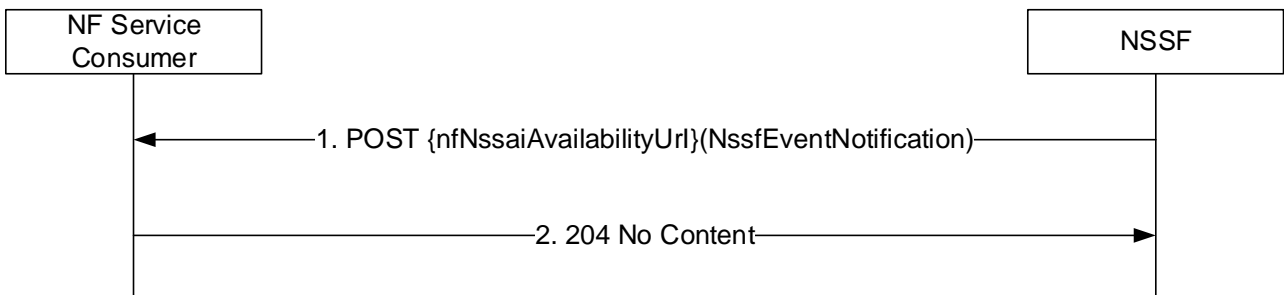 NF Service
Consumer
NSSF
1. POST {nfNssaiAvailabilityUrl}(NssfEventNotification)
2. 204 No Content